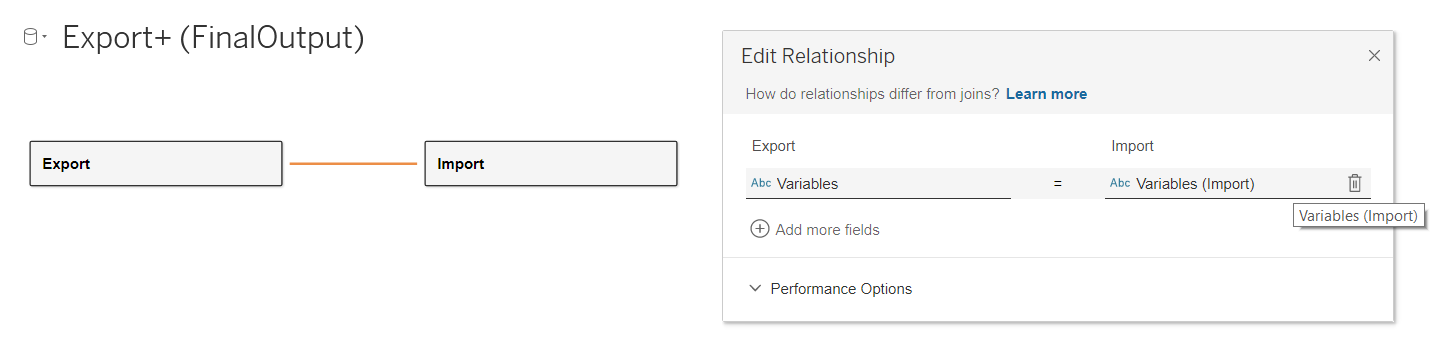 Export+ (FinalOutput)
Export
Import
Edit Relationship
How do relationships differ from joins? Learn more
Export Import
Abc Variables = Abc Variables (Import)
Variables (Import)
Add more fields
Performance Options